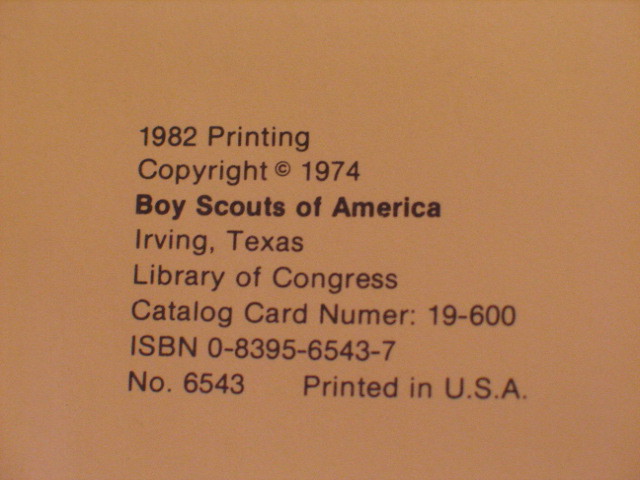 1982 Printing
Copyright © 1974
Boy Scouts of America
Irving, Texas
Library of Congress
Catalog Card Numer: 19-600
ISBN 0-8395-6543-7
No. 6543 Printed in U.S.A.